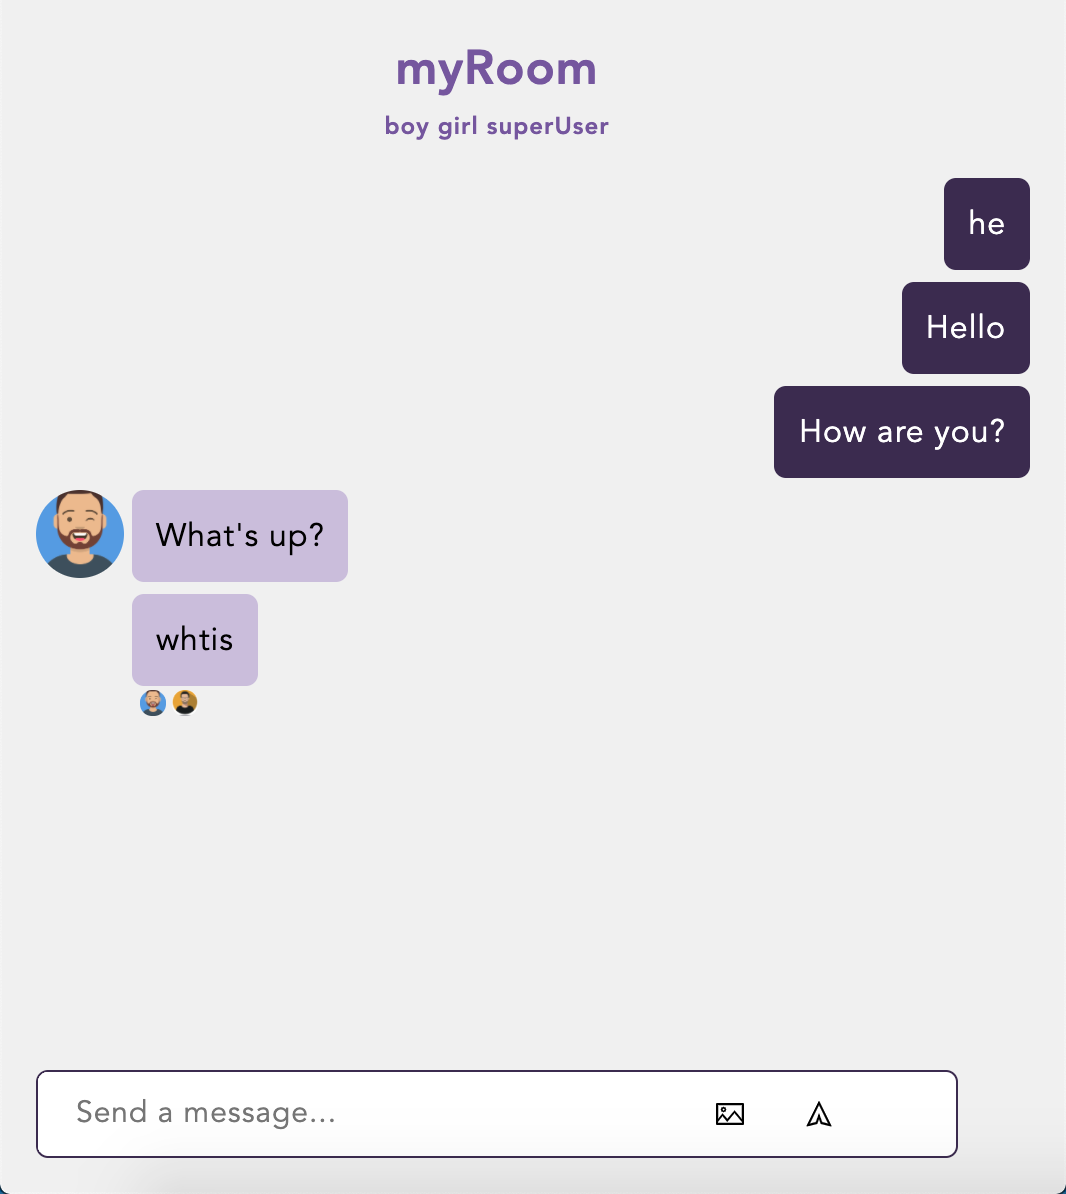 myRoom
boy girl superUser
he
Hello
How are you?
What's up?
whtis
Send a message...